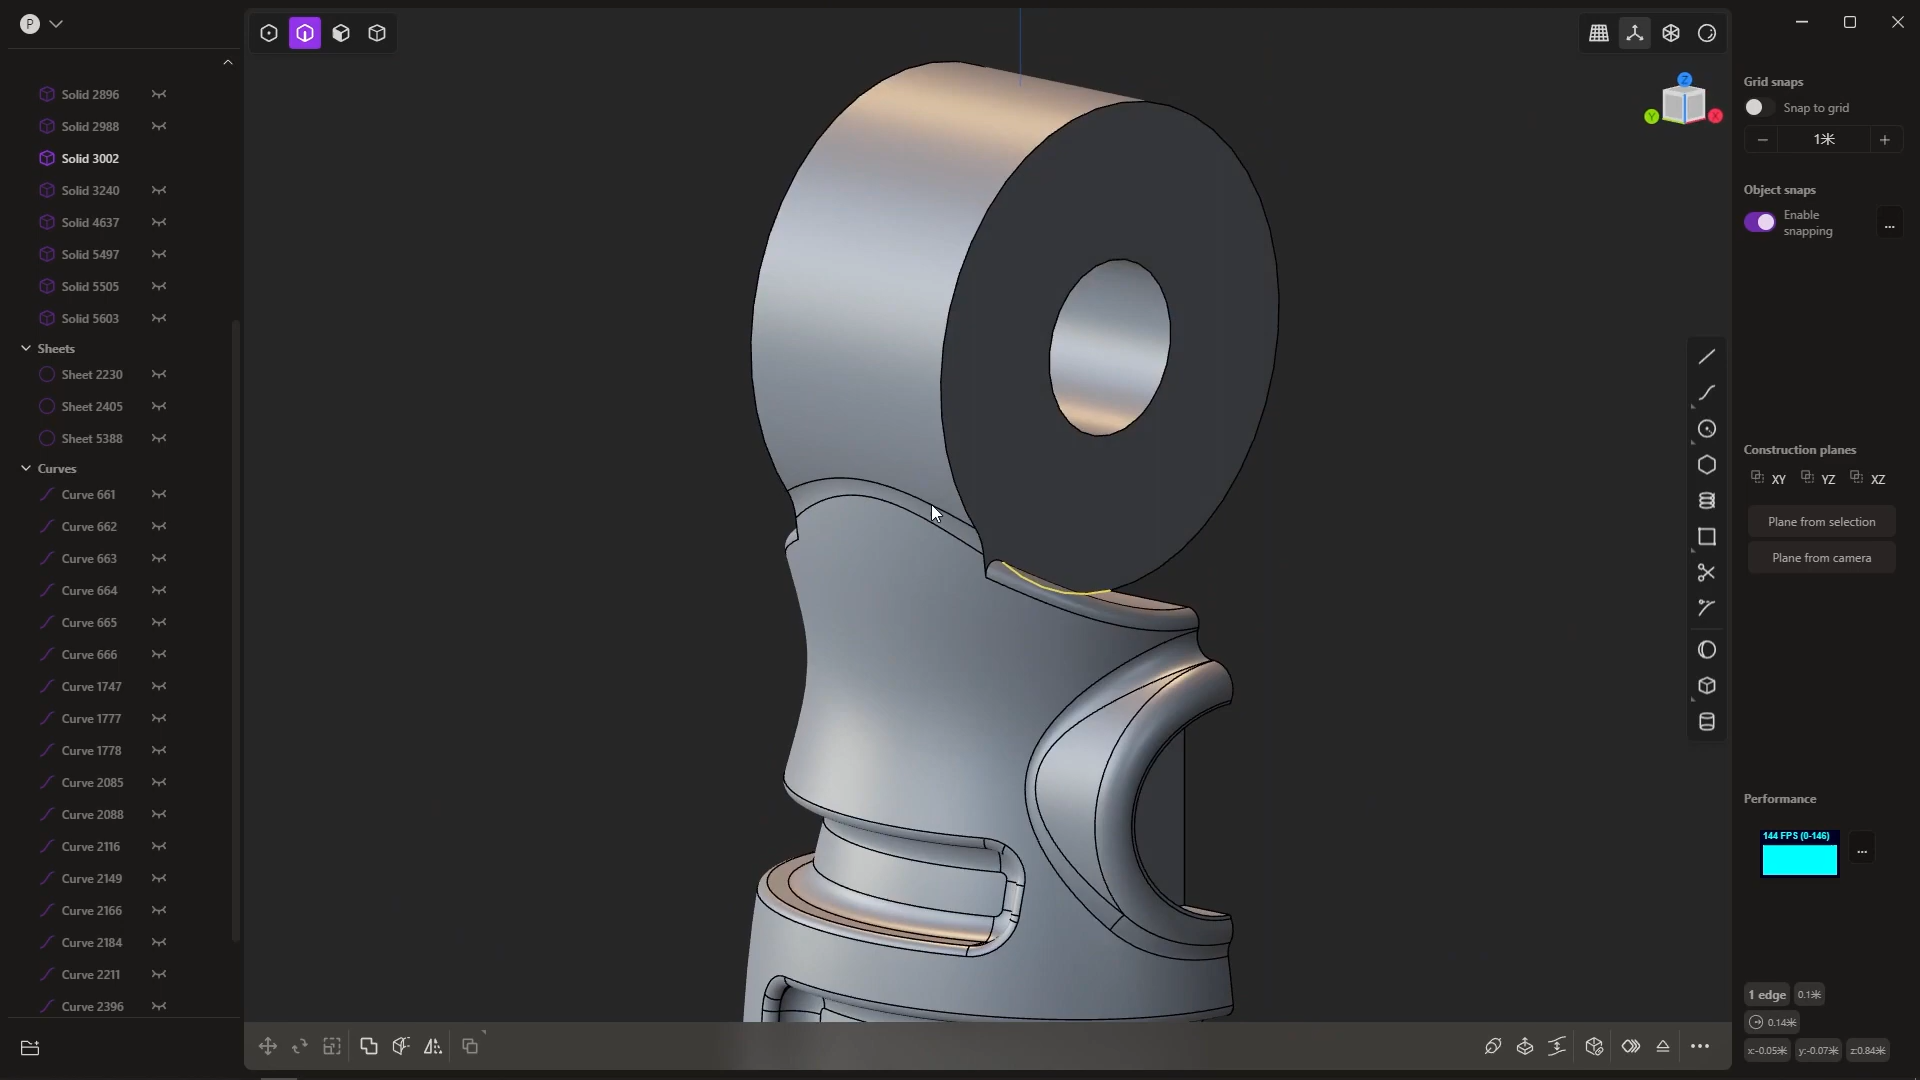 P
Solid 2896
Solid 2988
Solid 3002
Solid 3240
Solid 4637
Solid 5497
Solid 5505
Solid 5603
Sheets
Sheet 2230
Sheet 2405
Sheet 5388
Curves
Curve 661
Curve 662
Curve 663
Curve 664
Curve 665
Curve 666
Curve 1747
Curve 1777
Curve 1778
Curve 2085
Curve 2088
Curve 2116
Curve 2149
Curve 2166
Curve 2184
Curve 2211
Curve 2396
Z
Y
X
Grid snaps
Snap to grid
1米
Object snaps
Enable
snapping
...
Construction planes
XY YZ XZ
Plane from selection
Plane from camera
Performance
144 FPS (0-146)
...
1 edge 0.1米
0.14米
x:-0.05米 y:-0.07米 z:0.84米